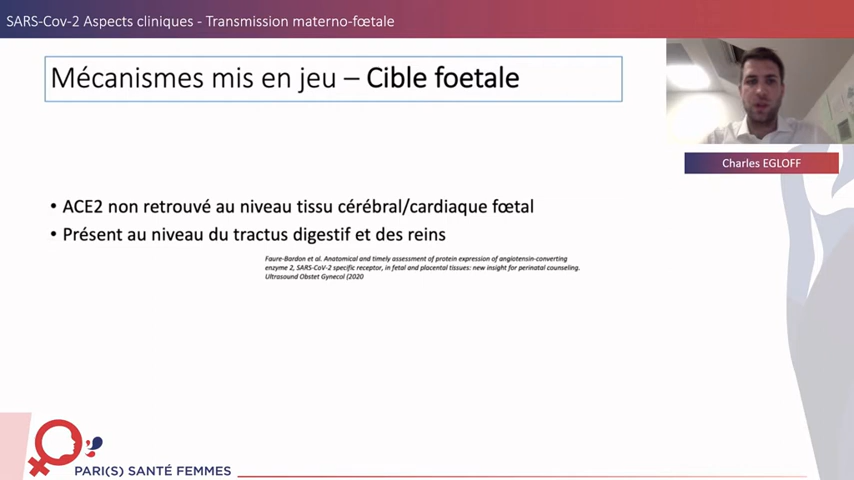 SARS-Cov-2 Aspects cliniques - Transmission materno-fœtale
Mécanismes mis en jeu – Cible foetale
Charles EGLOFF
• ACE2 non retrouvé au niveau tissu cérébral/cardiaque fœtal
• Présent au niveau du tractus digestif et des reins
Faure-Bardon et al. Anatomical and timely assessment of protein expression of angiotensin-converting
enzyme 2, SARS-CoV-2 specific receptor, in fetal and placental tissues: new insight for perinatal counseling.
Ultrasound Obstet Gynecol (2020
PARI(S) SANTÉ FEMMES